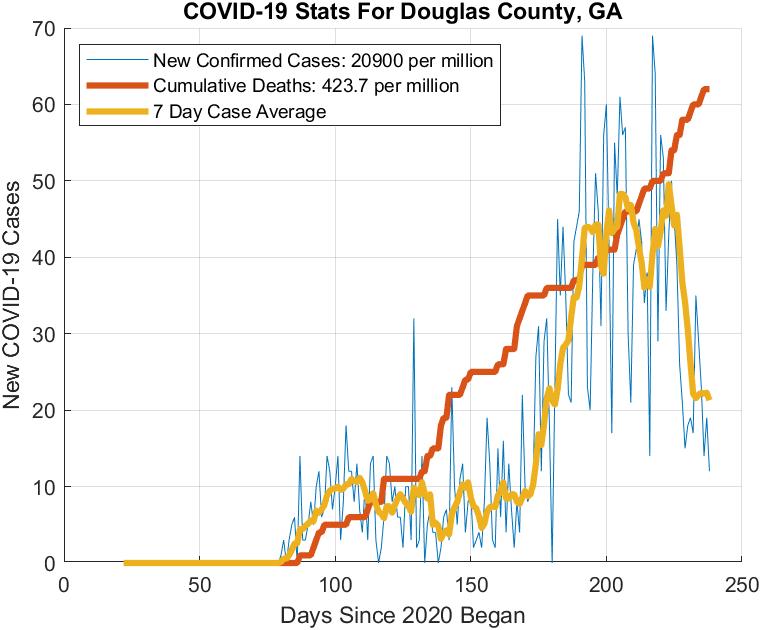 COVID-19 Stats For Douglas County, GA
New Confirmed Cases: 20900 per million
Cumulative Deaths: 423.7 per million
7 Day Case Average
New COVID-19 Cases
70
60
50
40
30
20
10
0
0 50 100 150 200 250
Days Since 2020 Began